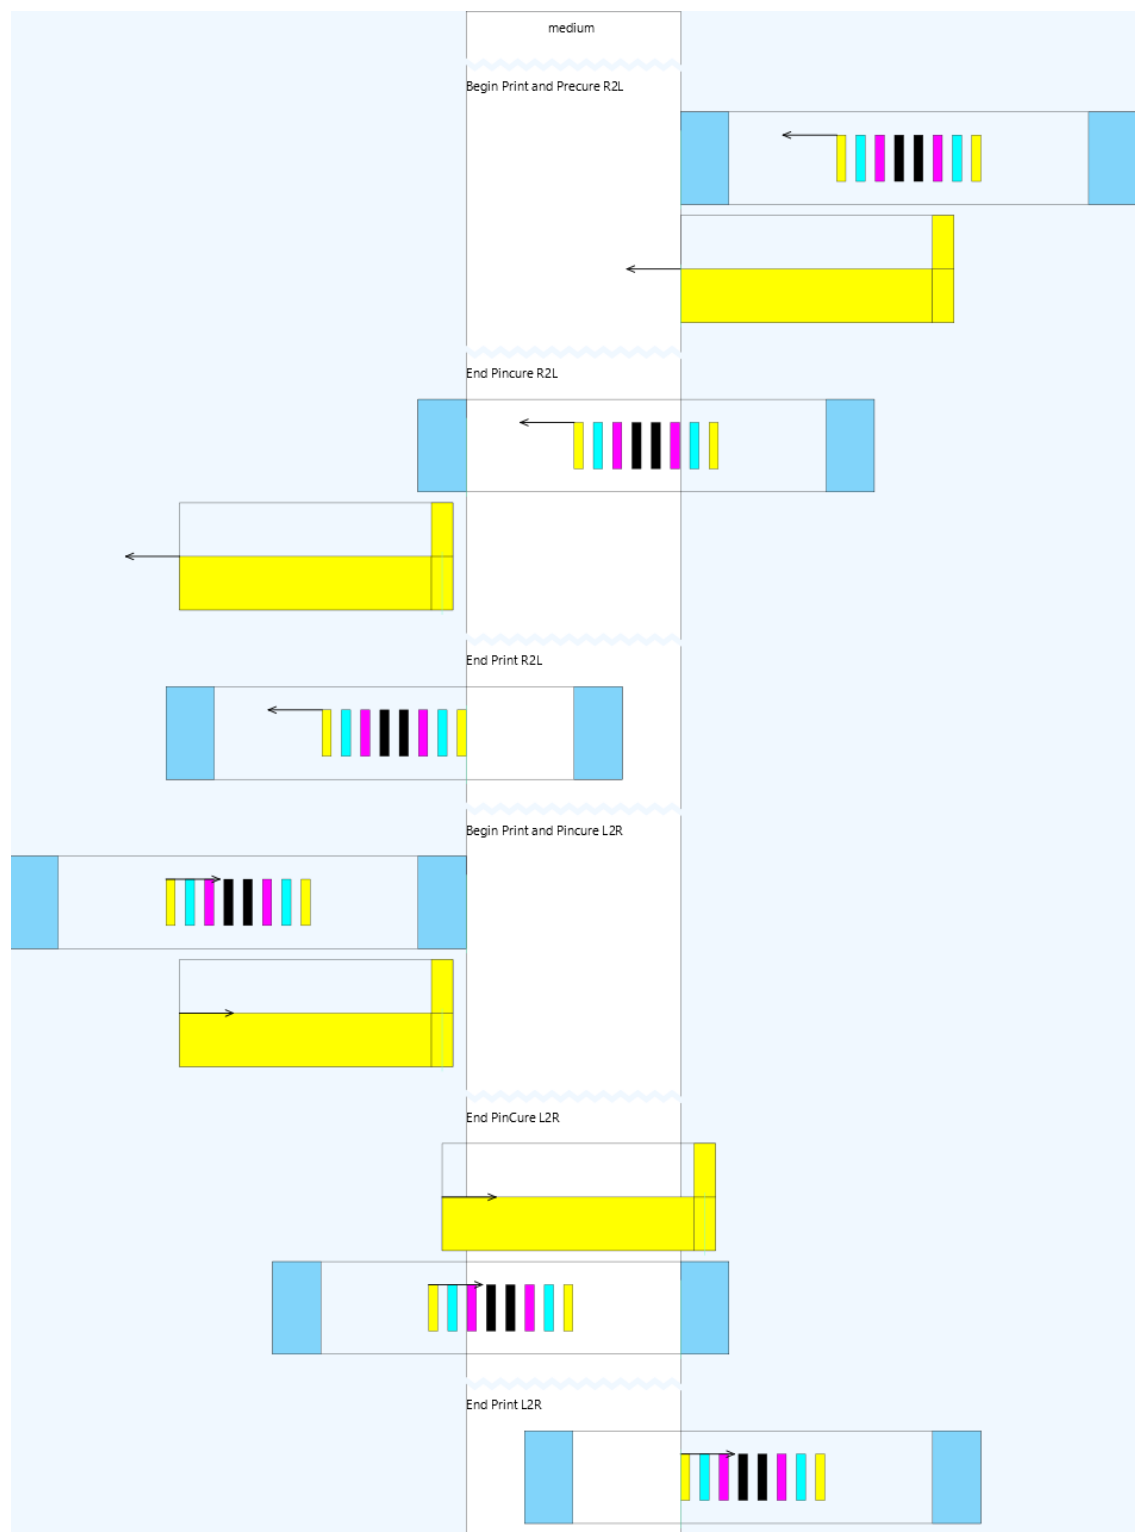 medium
Begin Print and Precure R2L
End Pincure R2L
End Print R2L
Begin Print and Pincure L2R
End PinCure L2R
End Print L2R